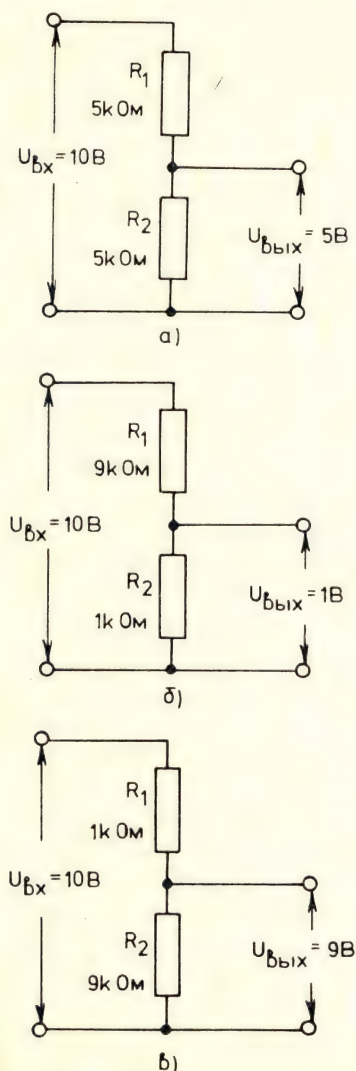 R₁
5k Ом
Uвх = 10В
R₂
5k Ом
Uвых = 5В
а)
R₁
9k Ом
Uвх = 10В
R₂
1k Ом
Uвых = 1В
б)
R₁
1k Ом
Uвх = 10В
R₂
9k Ом
Uвых = 9В
в)